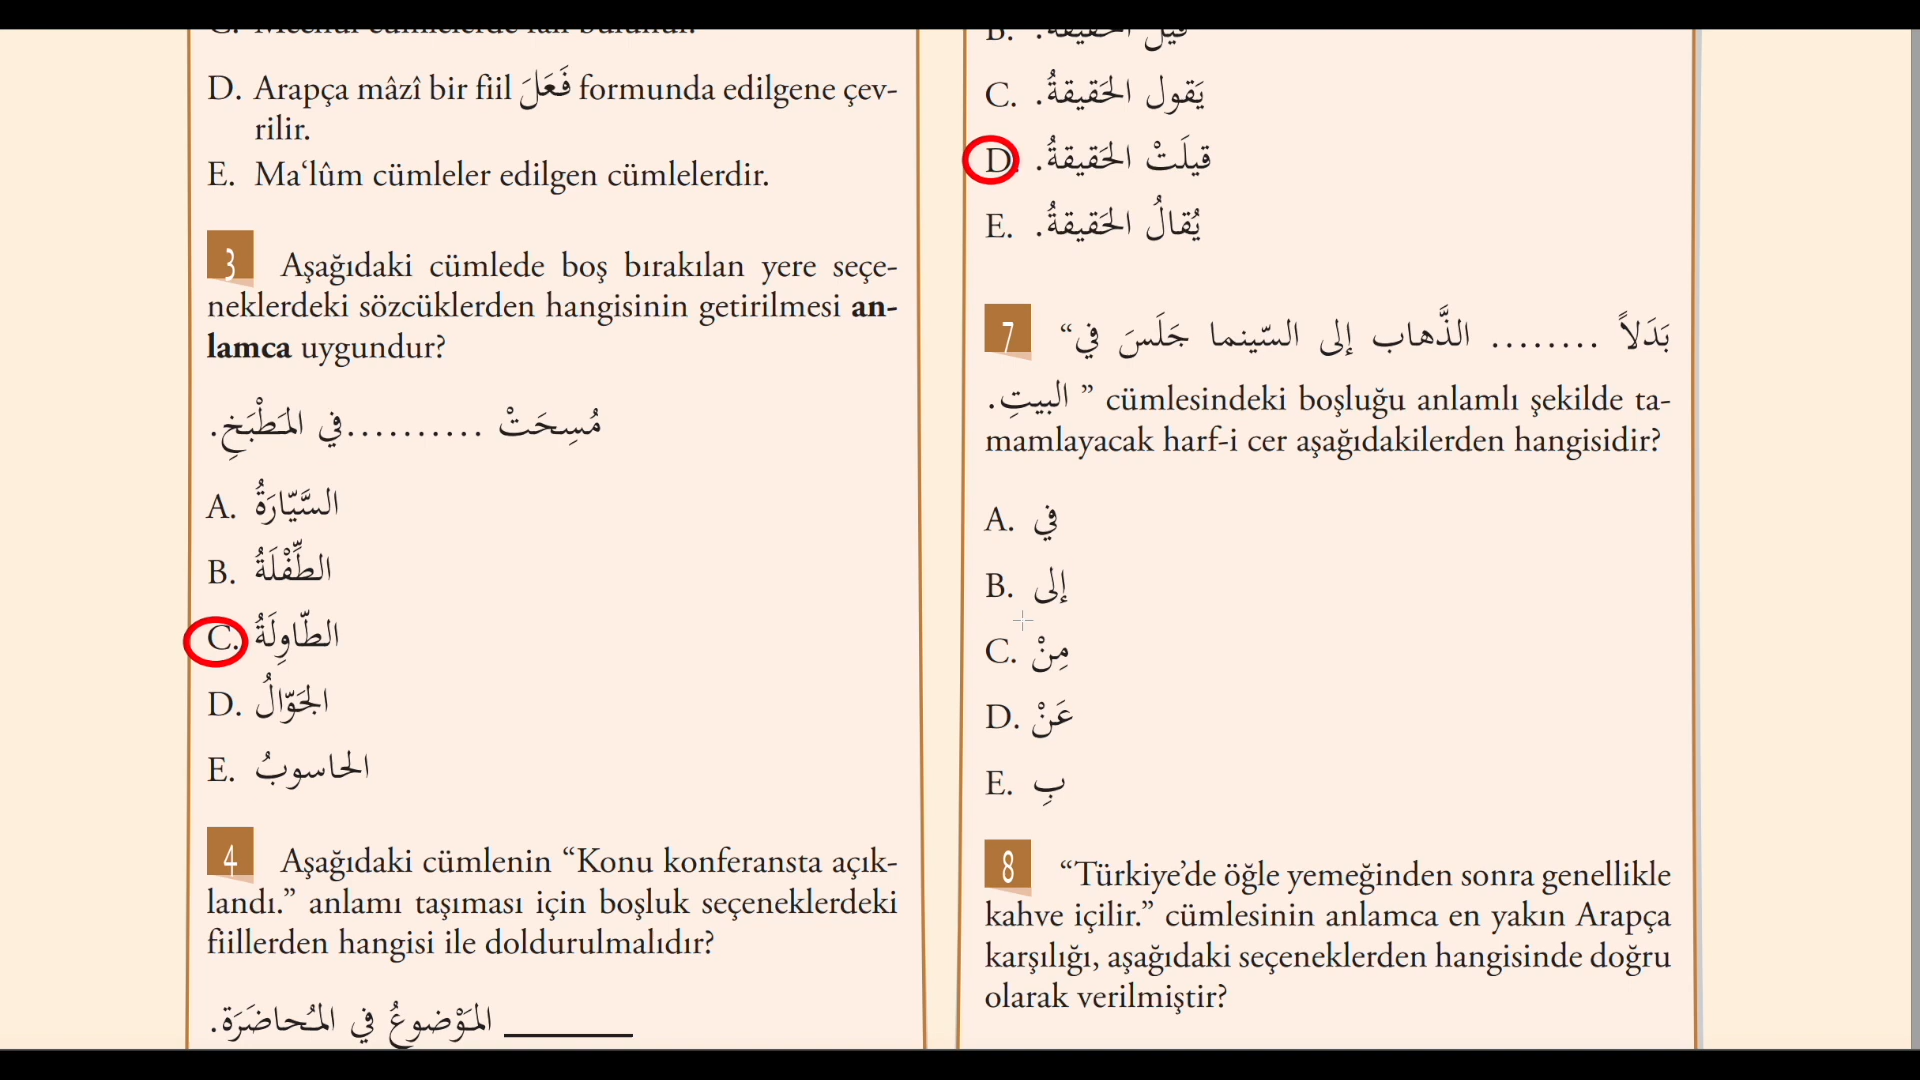 D. Arapça mâzî bir fiil فَعَلَ formunda edilgene çev-
rilir.
E. Ma‘lûm cümleler edilgen cümlelerdir.
3 Aşağıdaki cümlede boş bırakılan yere seçe-
neklerdeki sözcüklerden hangisinin getirilmesi an-
lamca uygundur?
مُسِحَتْ ..........في المَطْبَخِ.
A. السَّيّارَةُ
B. الطِّفْلَةُ
C. الطّاوِلَةُ
D. الجَوّالُ
E. الحاسوبُ
4 Aşağıdaki cümlenin “Konu konferansta açık-
landı.” anlamı taşıması için boşluk seçeneklerdeki
fiillerden hangisi ile doldurulmalıdır?
_______ المَوْضوعُ في المُحاضَرَة.
B. قيل الحقيقة.
C. يَقول الحَقيقةُ.
D. قيلَتْ الحَقيقةُ.
E. يُقالُ الحَقيقةُ.
7 “بَدَلاً ........ الذَّهاب إلى السّينما جَلَسَ في
البيتِ. ” cümlesindeki boşluğu anlamlı şekilde ta-
mamlayacak harf-i cer aşağıdakilerden hangisidir?
A. في
B. إلى
C. مِنْ
D. عَنْ
E. بِ
8 “Türkiye’de öğle yemeğinden sonra genellikle
kahve içilir.” cümlesinin anlamca en yakın Arapça
karşılığı, aşağıdaki seçeneklerden hangisinde doğru
olarak verilmiştir?